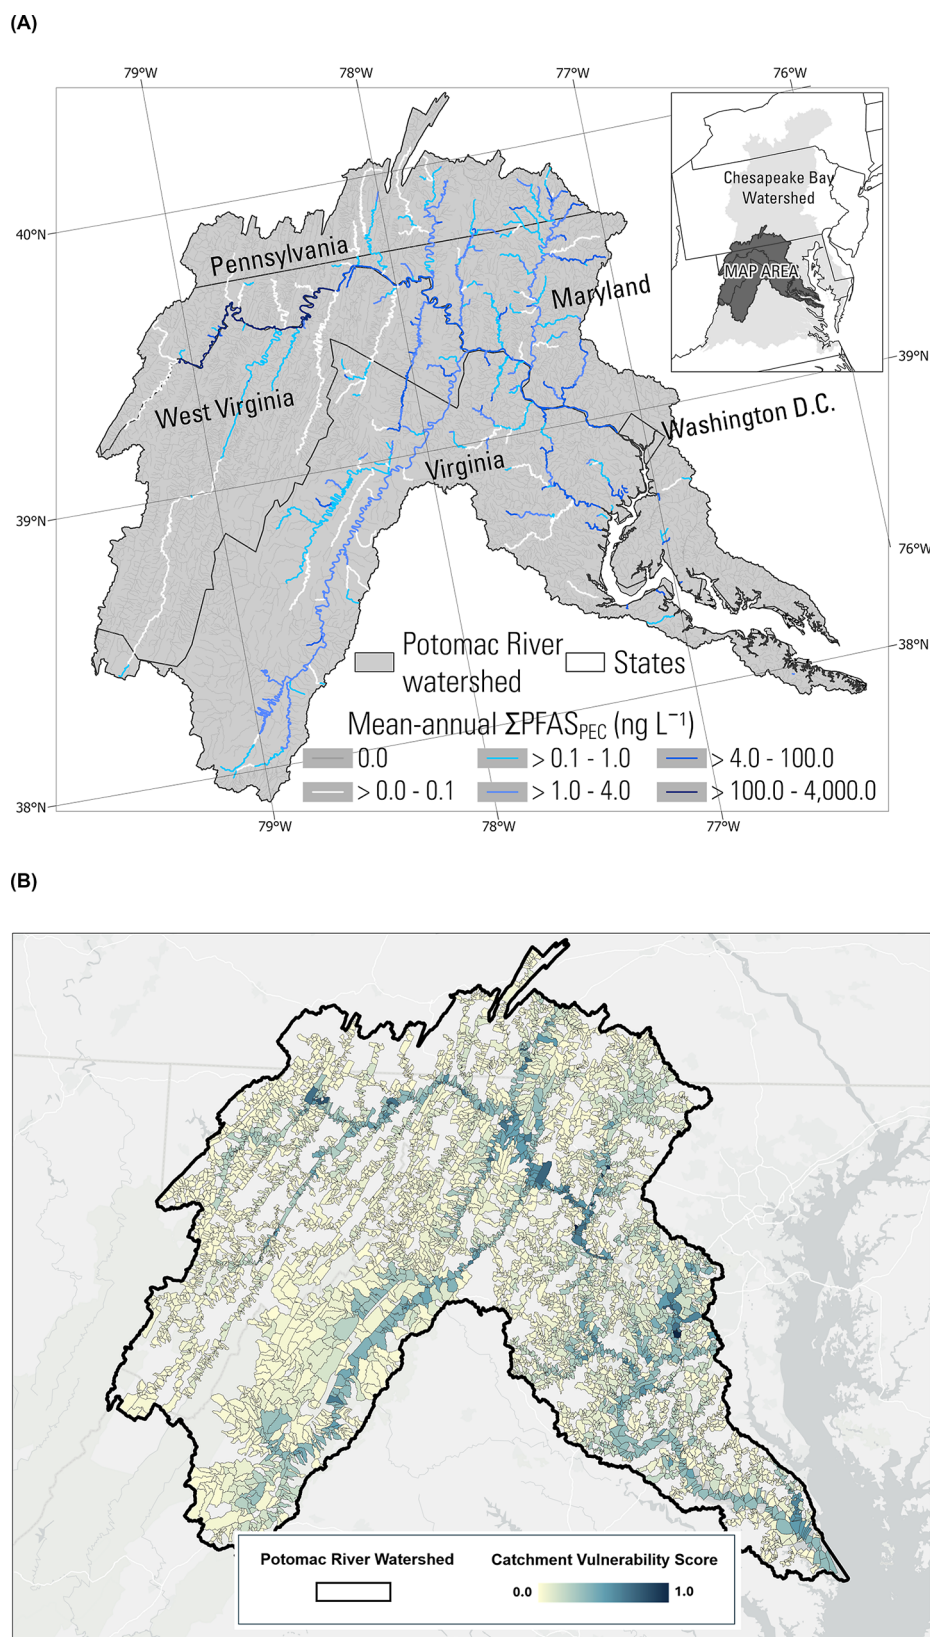 (A)
79°W 78°W 77°W 76°W
Chesapeake Bay
Watershed
40°N
Pennsylvania
MAP AREA
Maryland
39°N
West Virginia
Washington D.C.
Virginia
39°N
76°W
Potomac River
watershed
States
38°N
Mean-annual ΣPFAS_PEC (ng L⁻¹)
0.0 > 0.1 - 1.0 > 4.0 - 100.0
> 0.0 - 0.1 > 1.0 - 4.0 > 100.0 - 4,000.0
38°N
79°W 78°W 77°W
(B)
Potomac River Watershed Catchment Vulnerability Score
0.0 1.0